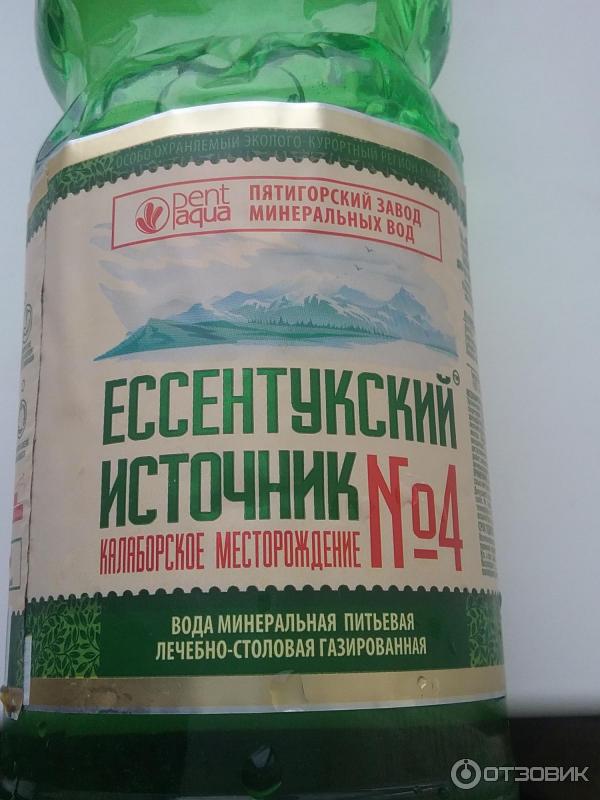 ОСОБО ОХРАНЯЕМЫЙ ЭКОЛОГО-КУРОРТНЫЙ РЕГИОН
pent aqua
ПЯТИГОРСКИЙ ЗАВОД
МИНЕРАЛЬНЫХ ВОД
ЕССЕНТУКСКИЙ
ИСТОЧНИК №4
КАЛАБОРСКОЕ МЕСТОРОЖДЕНИЕ
ВОДА МИНЕРАЛЬНАЯ ПИТЬЕВАЯ
ЛЕЧЕБНО-СТОЛОВАЯ ГАЗИРОВАННАЯ
ОТЗОВИК